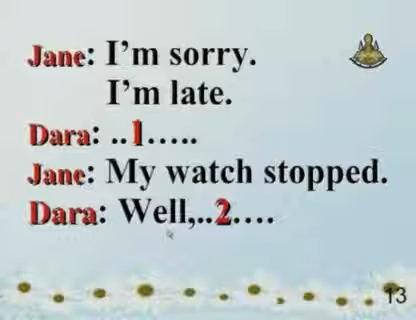 Jane: I'm sorry.
I'm late.
Dara: ..1.....
Jane: My watch stopped.
Dara: Well,..2....
13